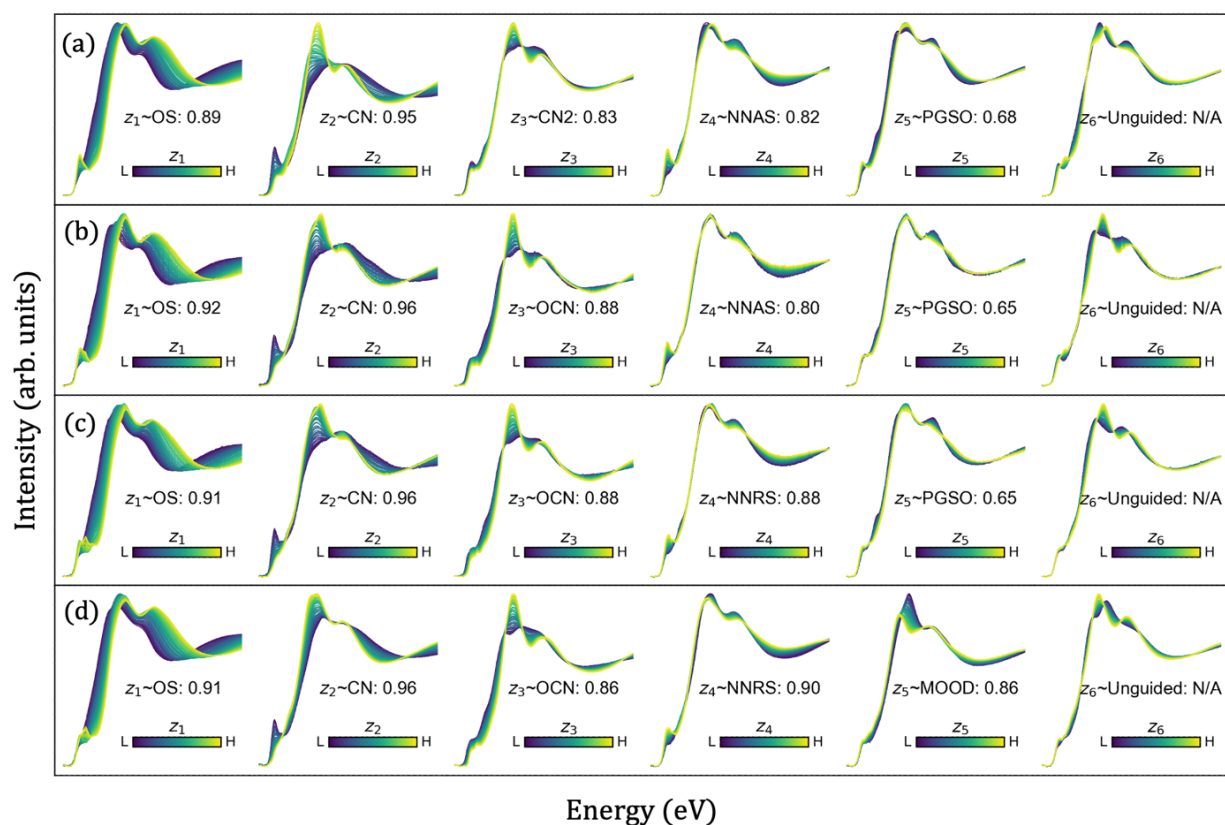 Intensity (arb. units)
(a)
z₁~OS: 0.89
z₁
L H
z₂~CN: 0.95
z₂
L H
z₃~CN2: 0.83
z₃
L H
z₄~NNAS: 0.82
z₄
L H
z₅~PGSO: 0.68
z₅
L H
z₆~Unguided: N/A
z₆
L H
(b)
z₁~OS: 0.92
z₁
L H
z₂~CN: 0.96
z₂
L H
z₃~OCN: 0.88
z₃
L H
z₄~NNAS: 0.80
z₄
L H
z₅~PGSO: 0.65
z₅
L H
z₆~Unguided: N/A
z₆
L H
(c)
z₁~OS: 0.91
z₁
L H
z₂~CN: 0.96
z₂
L H
z₃~OCN: 0.88
z₃
L H
z₄~NNRS: 0.88
z₄
L H
z₅~PGSO: 0.65
z₅
L H
z₆~Unguided: N/A
z₆
L H
(d)
z₁~OS: 0.91
z₁
L H
z₂~CN: 0.96
z₂
L H
z₃~OCN: 0.86
z₃
L H
z₄~NNRS: 0.90
z₄
L H
z₅~MOOD: 0.86
z₅
L H
z₆~Unguided: N/A
z₆
L H
Energy (eV)